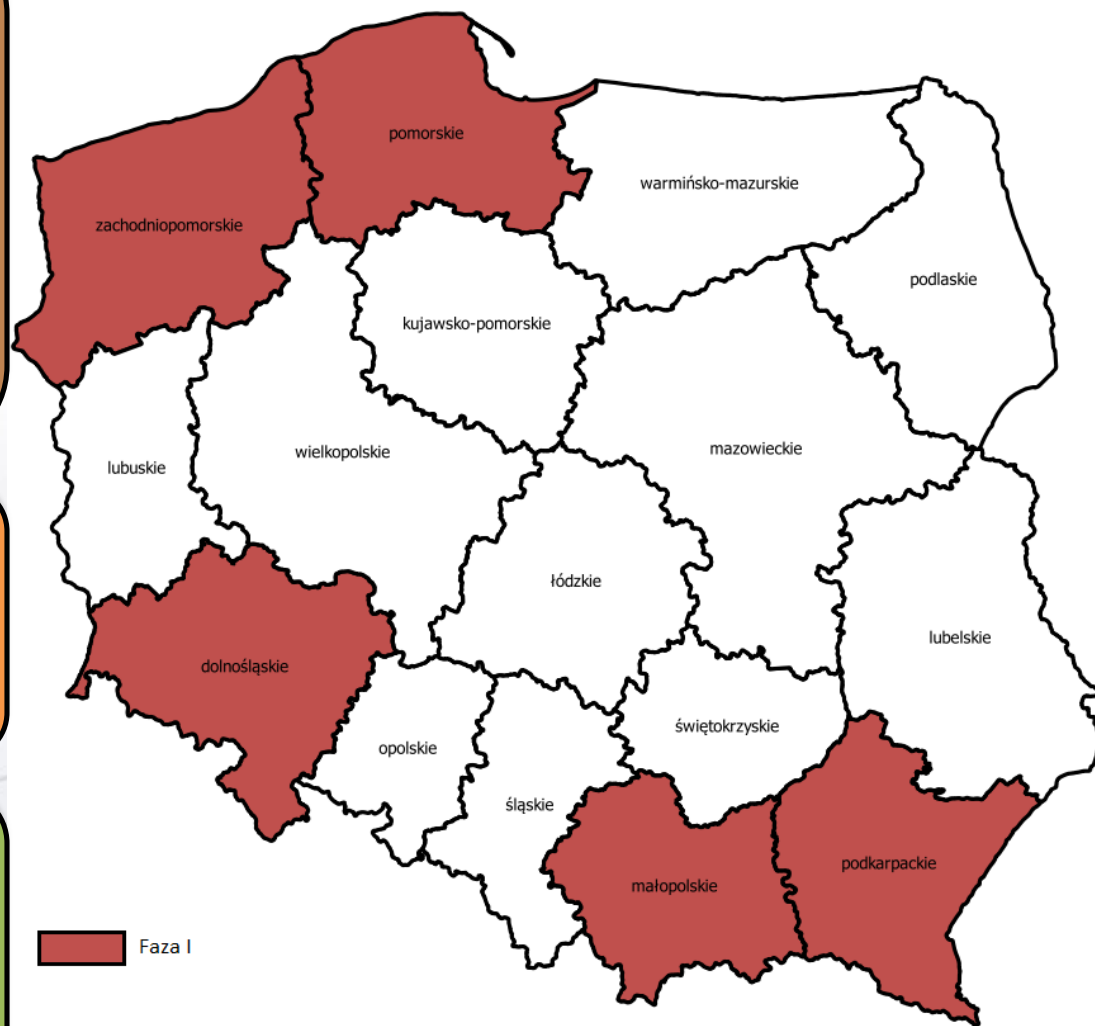 pomorskie
warmińsko-mazurskie
zachodniopomorskie
podlaskie
kujawsko-pomorskie
mazowieckie
wielkopolskie
lubuskie
łódzkie
lubelskie
dolnośląskie
świętokrzyskie
opolskie
śląskie
podkarpackie
małopolskie
Faza I